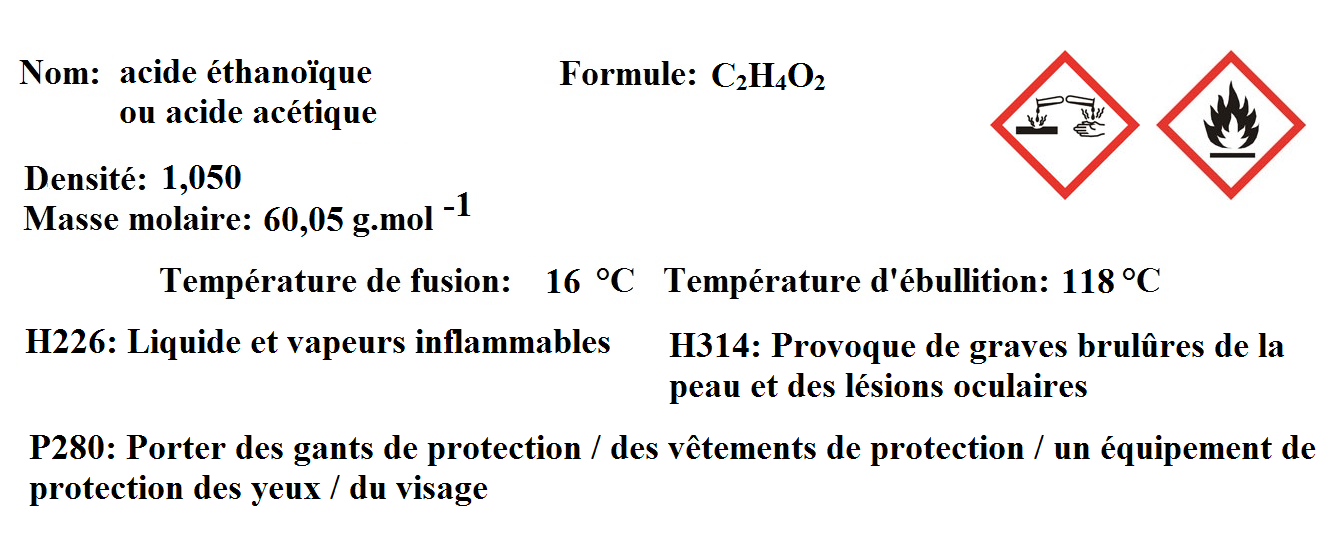 Nom: acide éthanoïque
ou acide acétique
Formule: C₂H₄O₂
Densité: 1,050
Masse molaire: 60,05 g.mol ⁻¹
Température de fusion: 16 °C Température d'ébullition: 118 °C
H226: Liquide et vapeurs inflammables
H314: Provoque de graves brulûres de la
peau et des lésions oculaires
P280: Porter des gants de protection / des vêtements de protection / un équipement de
protection des yeux / du visage